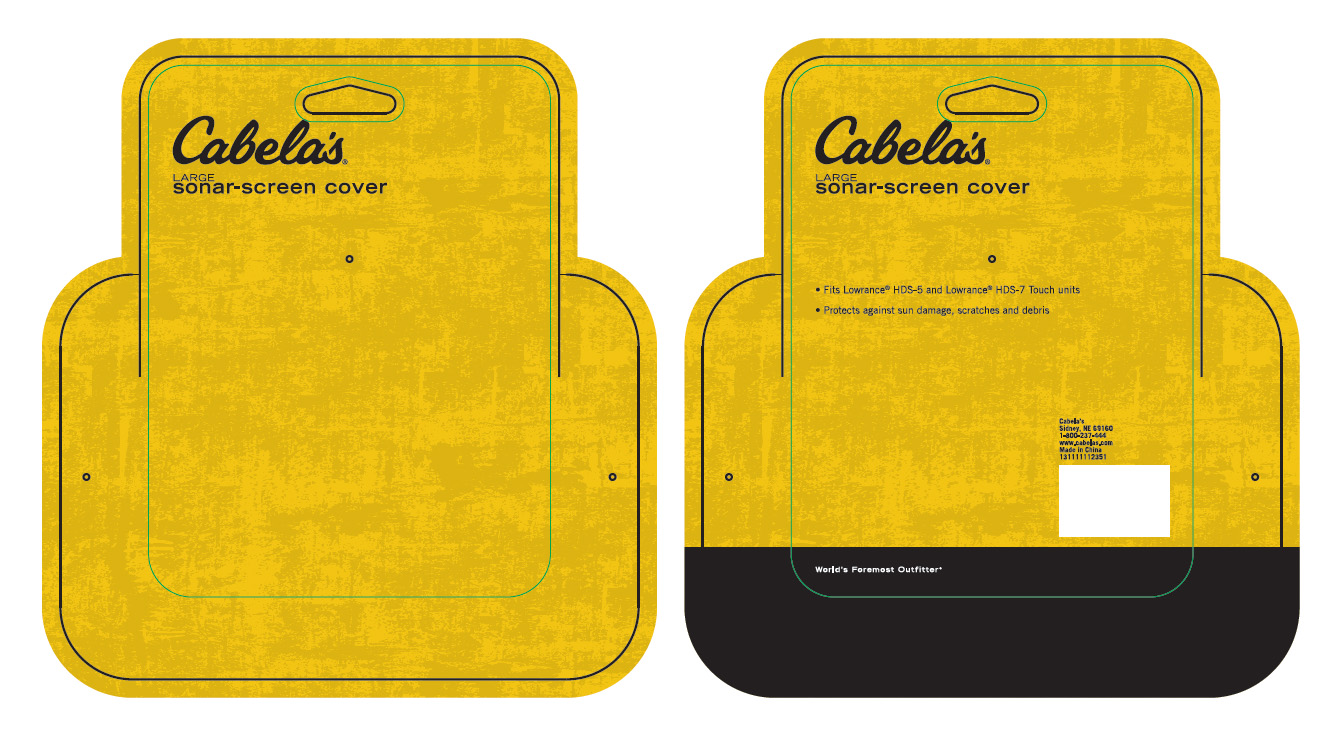 Cabela's®
LARGE
sonar-screen cover
Cabela's®
LARGE
sonar-screen cover
• Fits Lowrance® HDS-5 and Lowrance® HDS-7 Touch units
• Protects against sun damage, scratches and debris
Cabela's
Sidney, NE 69160
1-800-237-444
www.cabelas.com
Made in China
131111112351
World's Foremost Outfitter+